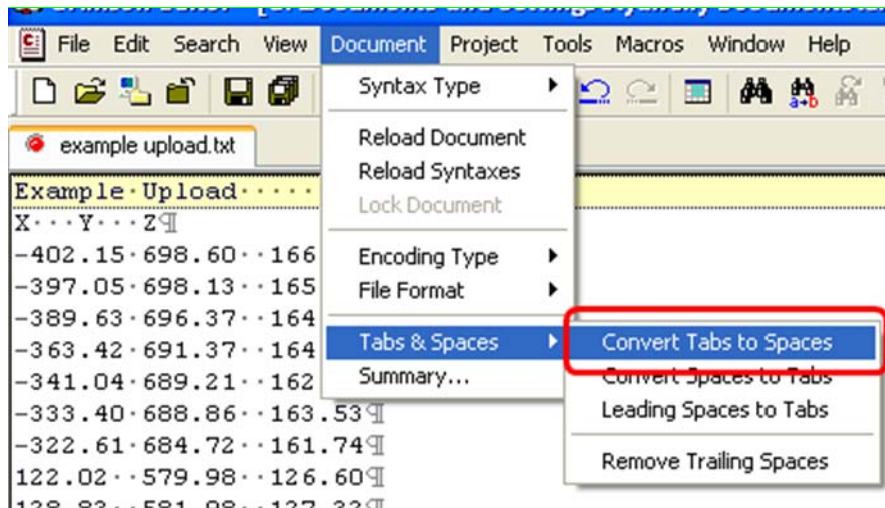 File Edit Search View Document Project Tools Macros Window Help
example upload.txt
Example·Upload·····
X···Y···Z¶
-402.15·698.60··166
-397.05·698.13··165
-389.63·696.37··164
-363.42·691.37··164
-341.04·689.21··162
-333.40·688.86··163.53¶
-322.61·684.72··161.74¶
122.02··579.98··126.60¶
Syntax Type
Reload Document
Reload Syntaxes
Lock Document
Encoding Type
File Format
Tabs & Spaces
Summary...
Convert Tabs to Spaces
Convert Spaces to Tabs
Leading Spaces to Tabs
Remove Trailing Spaces
a+b